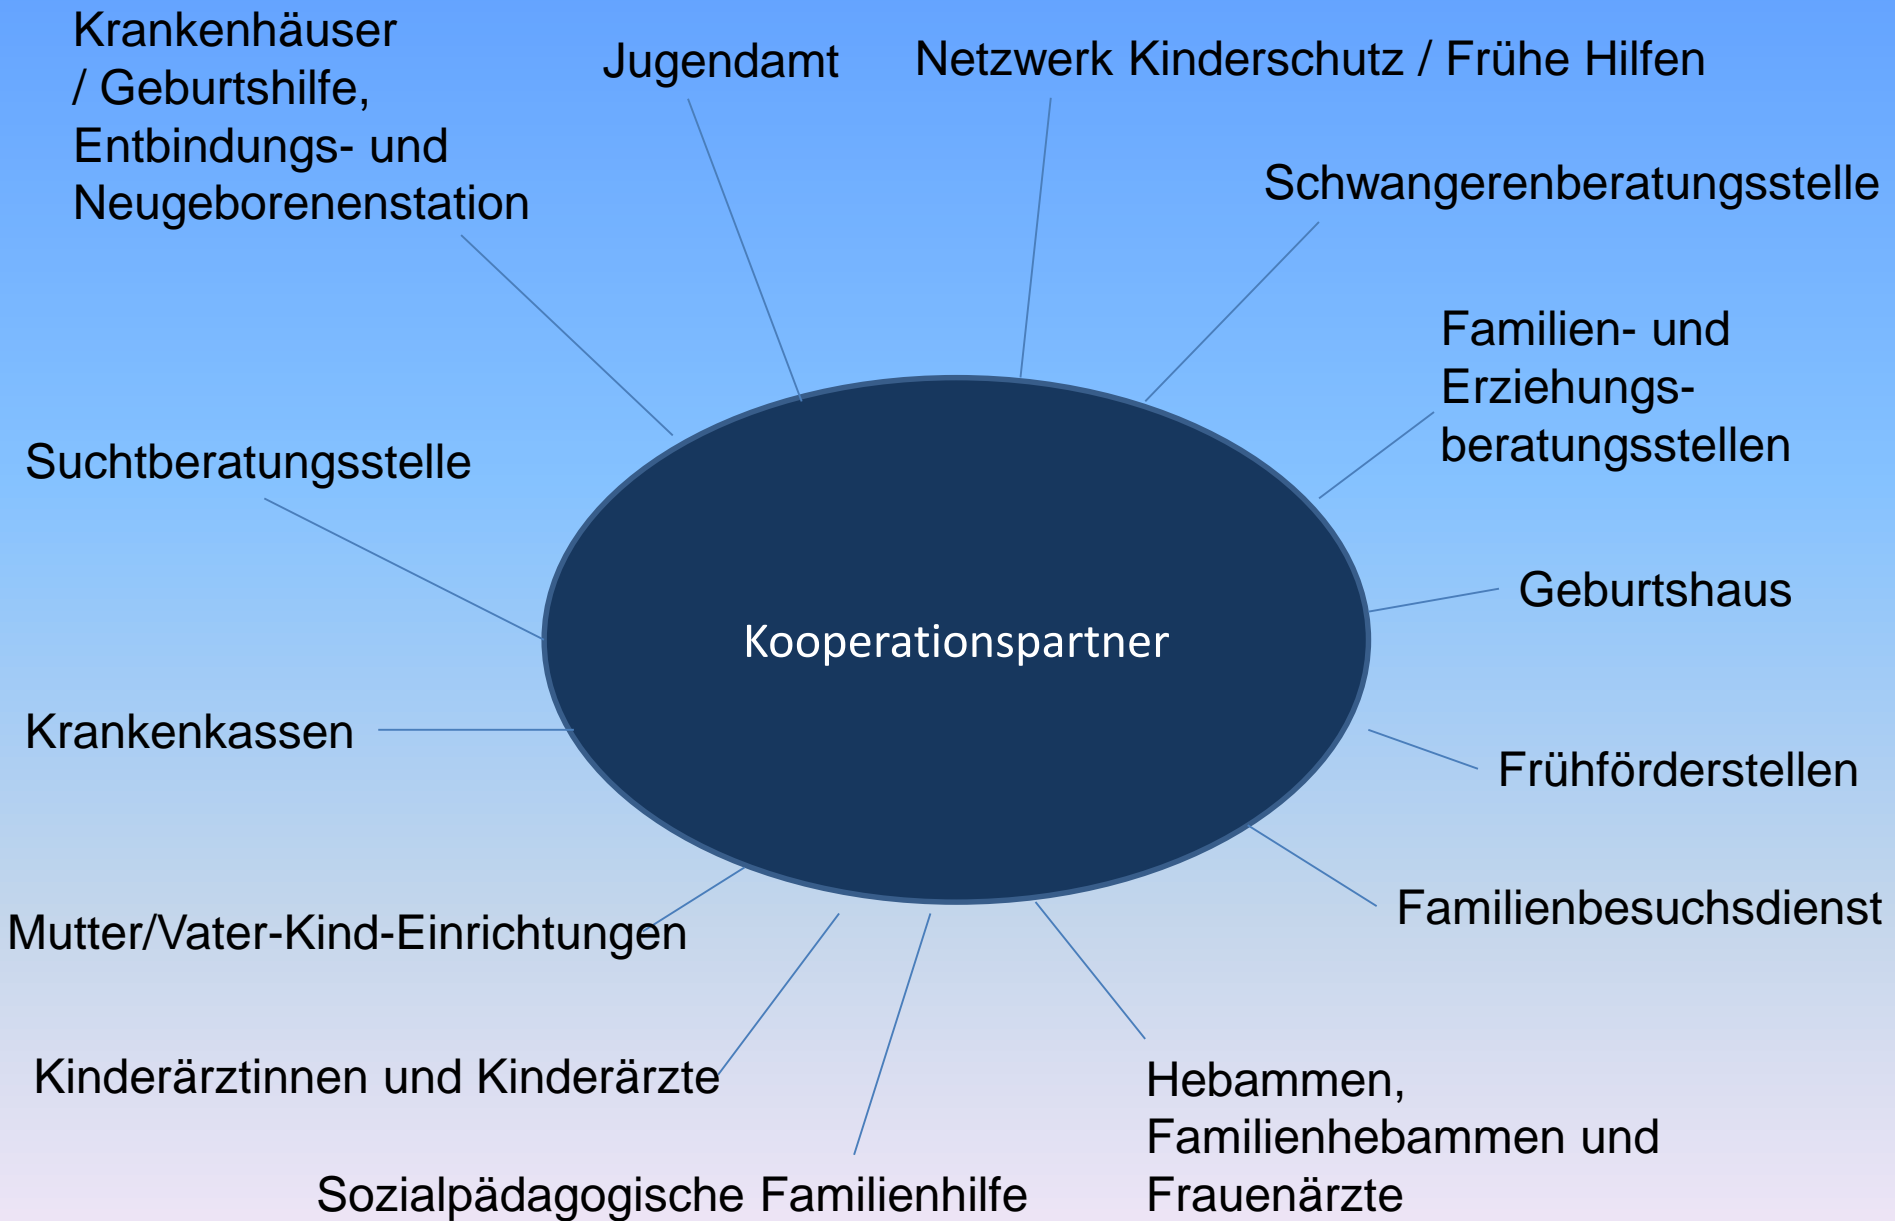 Krankenhäuser
/ Geburtshilfe,
Entbindungs- und
Neugeborenenstation
Jugendamt
Netzwerk Kinderschutz / Frühe Hilfen
Schwangerenberatungsstelle
Familien- und
Erziehungs-
beratungsstellen
Suchtberatungsstelle
Geburtshaus
Kooperationspartner
Krankenkassen
Frühförderstellen
Familienbesuchsdienst
Mutter/Vater-Kind-Einrichtungen
Kinderärztinnen und Kinderärzte
Hebammen,
Familienhebammen und
Frauenärzte
Sozialpädagogische Familienhilfe